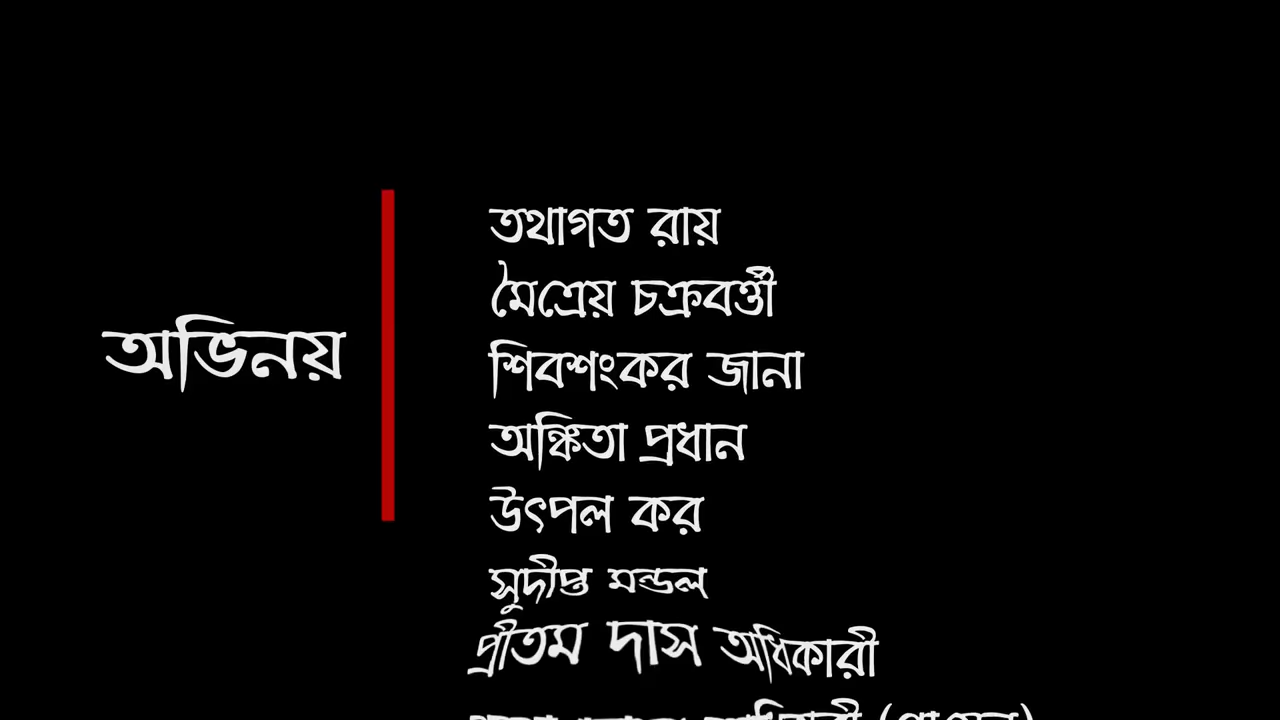 অভিনয়
তথাগত রায়
মৈত্রেয় চক্রবর্ত্তী
শিবশংকর জানা
অঙ্কিতা প্রধান
উৎপল কর
সুদীপ্ত মন্ডল
প্রীতম দাস অধিকারী